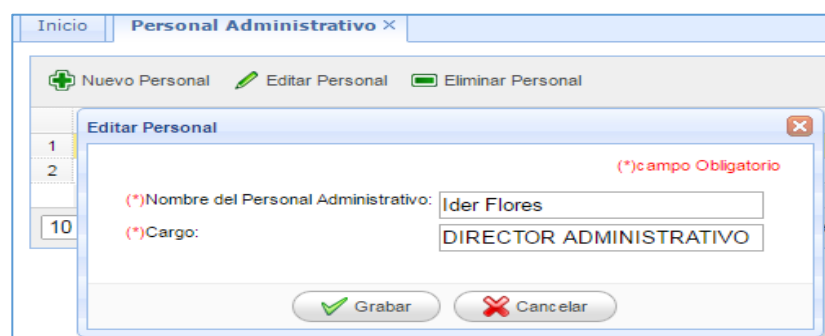 Inicio Personal Administrativo ×
Nuevo Personal Editar Personal Eliminar Personal
Editar Personal
1
2
(*)campo Obligatorio
(*)Nombre del Personal Administrativo: Ider Flores
(*)Cargo: DIRECTOR ADMINISTRATIVO
10
Grabar Cancelar